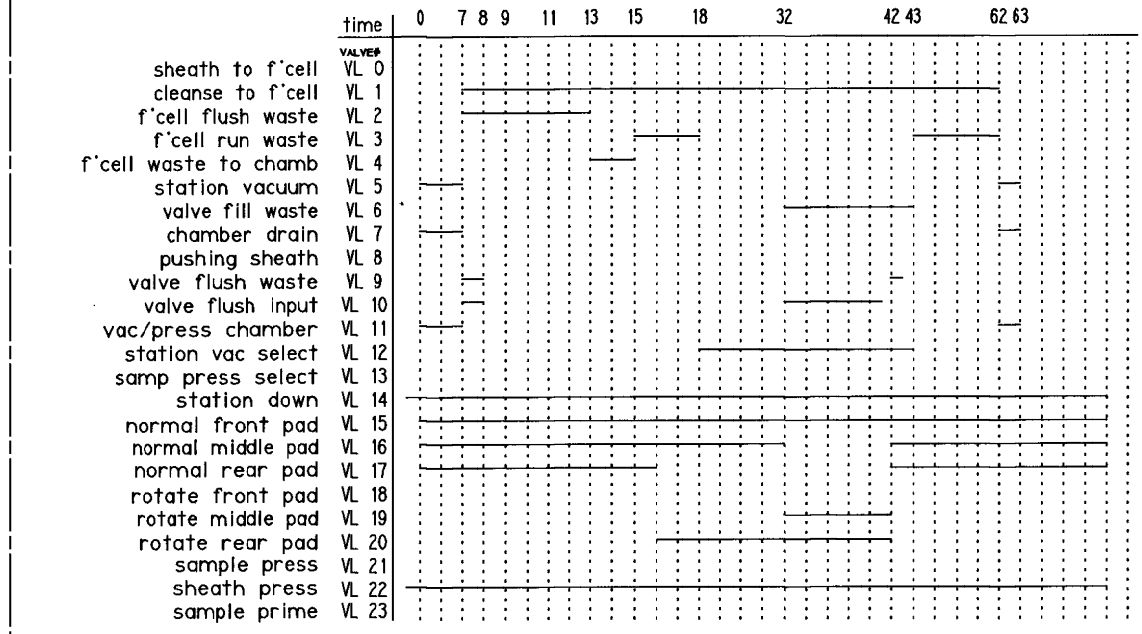 time 0 7 8 9 11 13 15 18 32 42 43 62 63
VALVE#
sheath to f'cell VL 0
cleanse to f'cell VL 1
f'cell flush waste VL 2
f'cell run waste VL 3
f'cell waste to chamb VL 4
station vacuum VL 5
valve fill waste VL 6
chamber drain VL 7
pushing sheath VL 8
valve flush waste VL 9
valve flush input VL 10
vac/press chamber VL 11
station vac select VL 12
samp press select VL 13
station down VL 14
normal front pad VL 15
normal middle pad VL 16
normal rear pad VL 17
rotate front pad VL 18
rotate middle pad VL 19
rotate rear pad VL 20
sample press VL 21
sheath press VL 22
sample prime VL 23